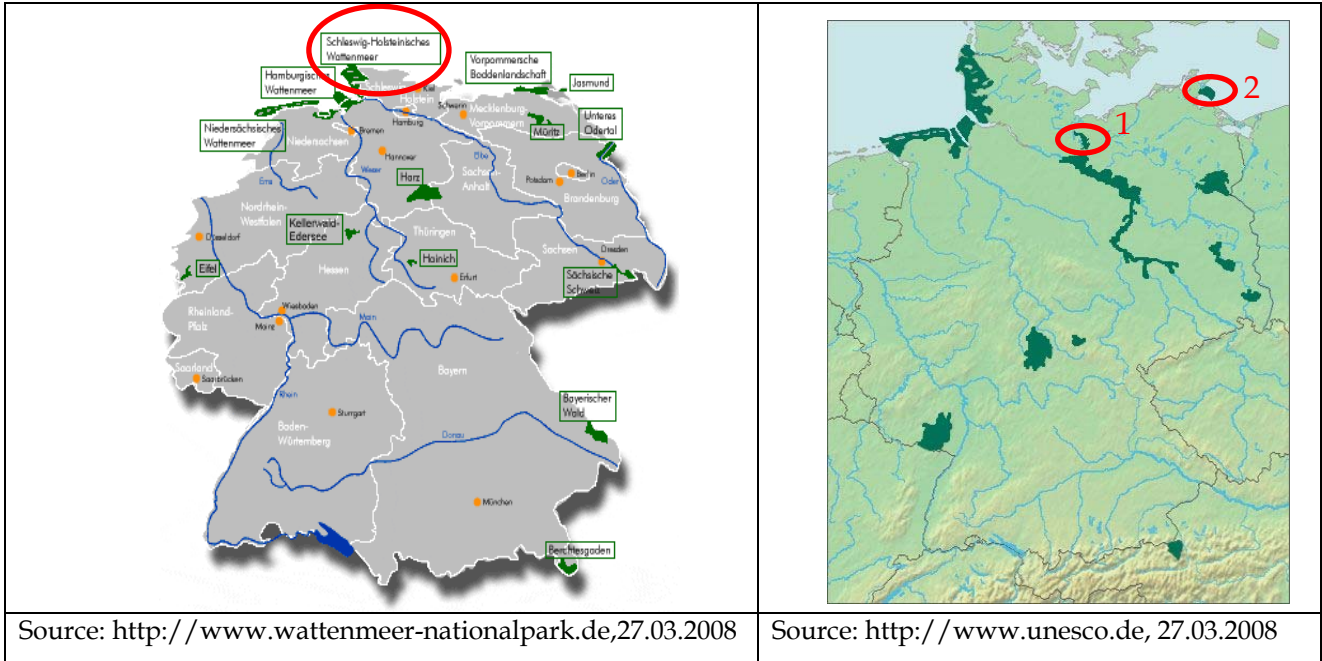 Schleswig-Holsteinisches
Wattenmeer
Hamburgisches
Wattenmeer
Vorpommersche
Boddenlandschaft
Jasmund
Niedersächsisches
Wattenmeer
Schleswig-
Holstein
Kiel
Hamburg
Schwerin
Mecklenburg-
Vorpommern
Müritz
Unteres
Odertal
Bremen
Niedersachsen
Hannover
Weser
Elbe
Ems
Harz
Sachsen-
Anhalt
Potsdam
Berlin
Oder
Brandenburg
Nordrhein-
Westfalen
Düsseldorf
Kellerwald-
Edersee
Thüringen
Hainich
Erfurt
Sachsen
Dresden
Sächsische
Schweiz
Eifel
Hessen
Wiesbaden
Mainz
Main
Rheinland-
Pfalz
Saarland
Saarbrücken
Rhein
Bayern
Stuttgart
Baden-
Würtemberg
Donau
Bayerischer
Wald
München
Berchtesgaden
1
2
Source: http://www.wattenmeer-nationalpark.de,27.03.2008
Source: http://www.unesco.de, 27.03.2008